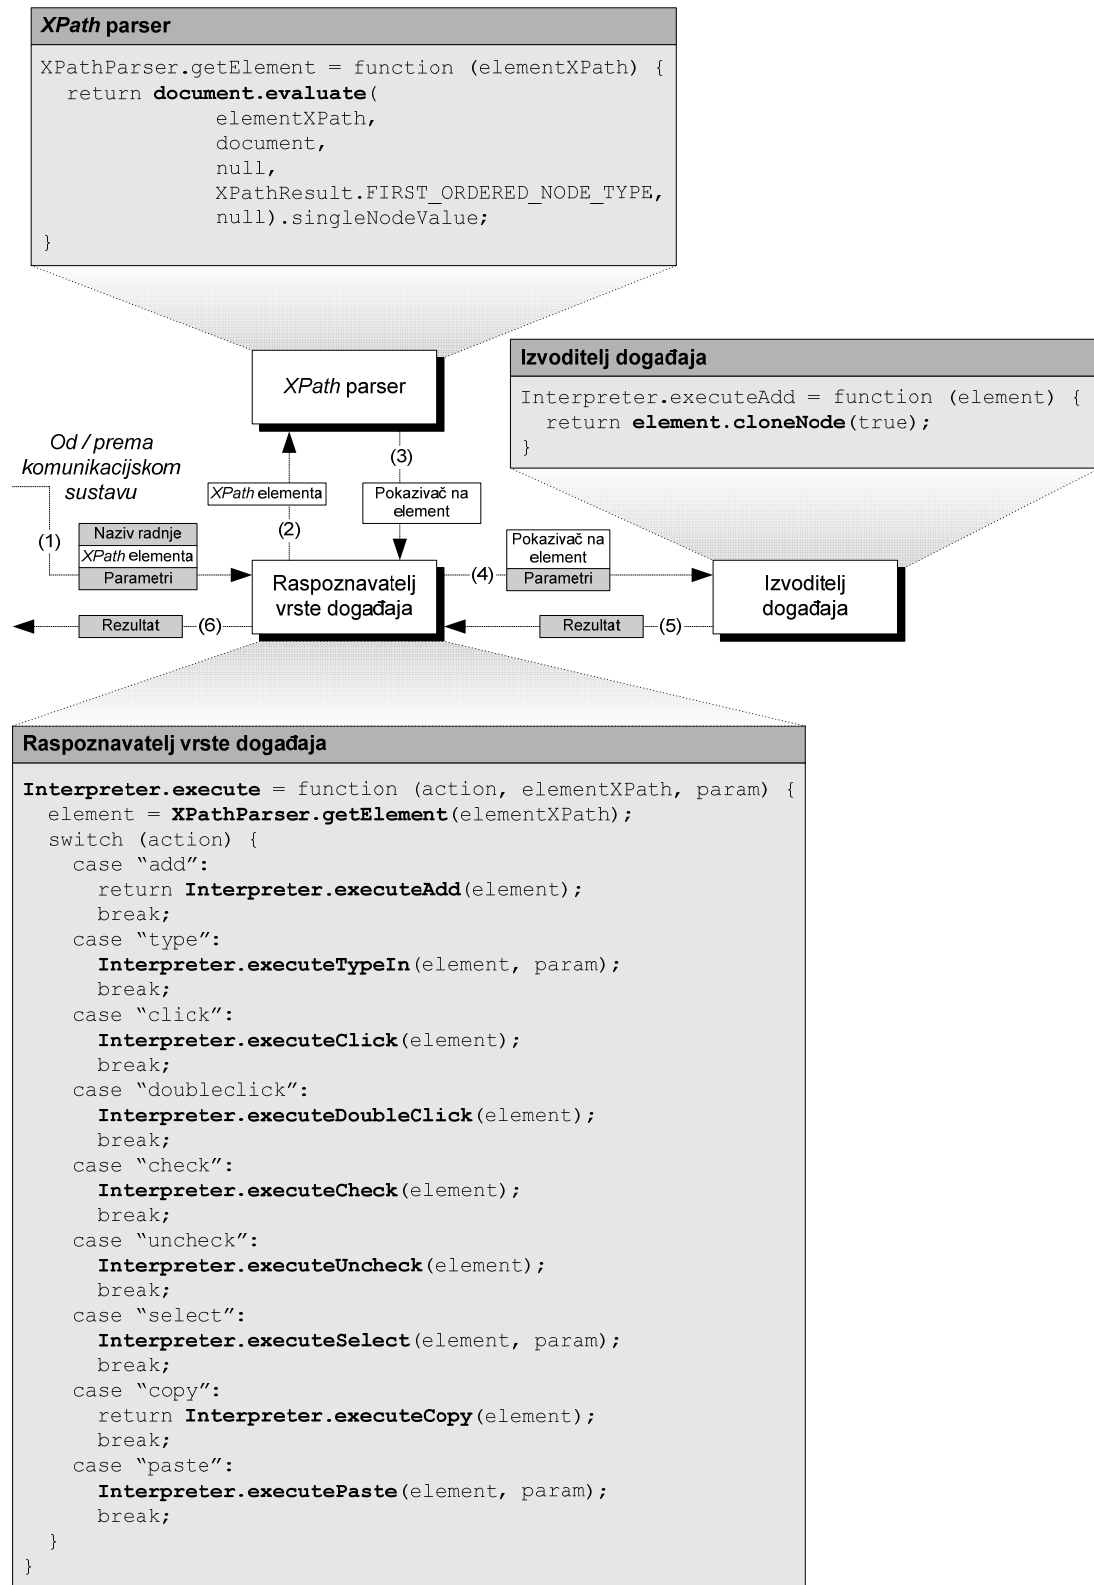 XPath parser
XPathParser.getElement = function (elementXPath) {
  return document.evaluate(
              elementXPath,
              document,
              null,
              XPathResult.FIRST_ORDERED_NODE_TYPE,
              null).singleNodeValue;
}
XPath parser
Izvoditelj događaja
Interpreter.executeAdd = function (element) {
  return element.cloneNode(true);
}
Od / prema
komunikacijskom
sustavu
(1)
Naziv radnje
XPath elementa
Parametri
XPath elementa
(2)
(3)
Pokazivač na
element
Raspoznavatelj
vrste događaja
(4)
Pokazivač na
element
Parametri
Izvoditelj
događaja
Rezultat
(5)
Rezultat
(6)
Raspoznavatelj vrste događaja
Interpreter.execute = function (action, elementXPath, param) {
  element = XPathParser.getElement(elementXPath);
  switch (action) {
    case “add”:
      return Interpreter.executeAdd(element);
      break;
    case “type”:
      Interpreter.executeTypeIn(element, param);
      break;
    case “click”:
      Interpreter.executeClick(element);
      break;
    case “doubleclick”:
      Interpreter.executeDoubleClick(element);
      break;
    case “check”:
      Interpreter.executeCheck(element);
      break;
    case “uncheck”:
      Interpreter.executeUncheck(element);
      break;
    case “select”:
      Interpreter.executeSelect(element, param);
      break;
    case “copy”:
      return Interpreter.executeCopy(element);
      break;
    case “paste”:
      Interpreter.executePaste(element, param);
      break;
  }
}